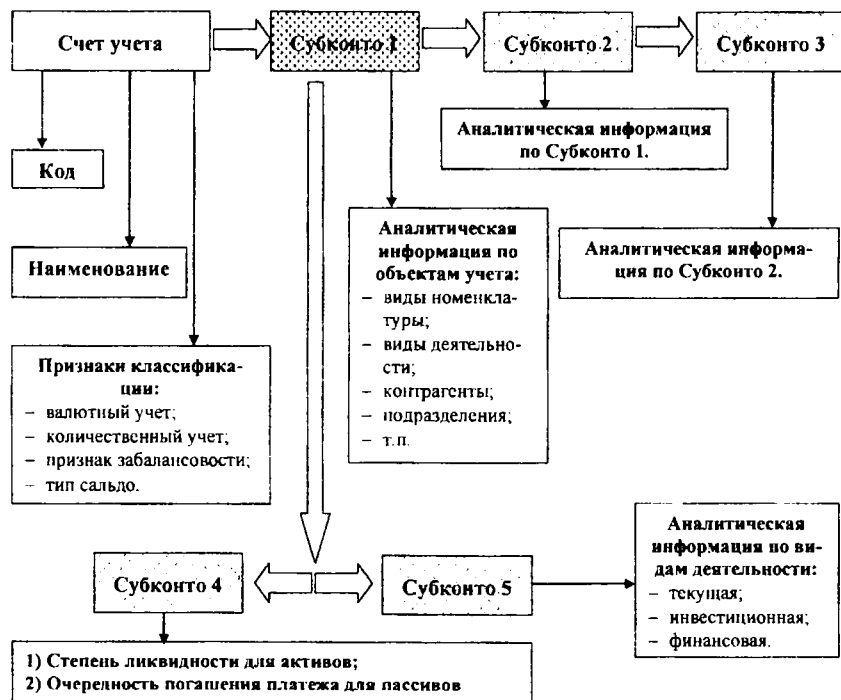 Счет учета
Субконто 1
Субконто 2
Субконто 3
Аналитическая информация
по Субконто 1.
Код
Наименование
Аналитическая
информация по
объектам учета:
– виды номенкла-
туры;
– виды деятельно-
сти;
– контрагенты;
– подразделения;
– т.п.
Аналитическая информа-
ция по Субконто 2.
Признаки классифика-
ции:
– валютный учет;
– количественный учет;
– признак забалансовости;
– тип сальдо.
Субконто 4
Субконто 5
Аналитическая
информация по ви-
дам деятельности:
– текущая;
– инвестиционная;
– финансовая.
1) Степень ликвидности для активов;
2) Очередность погашения платежа для пассивов